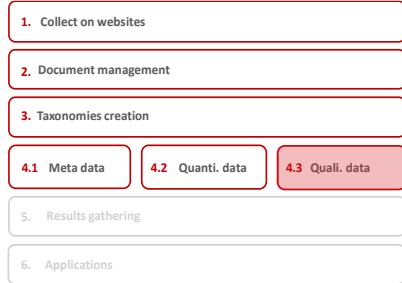 1. Collect on websites
2. Document management
3. Taxonomies creation
4.1 Meta data 4.2 Quanti. data 4.3 Quali. data
5. Results gathering
6. Applications